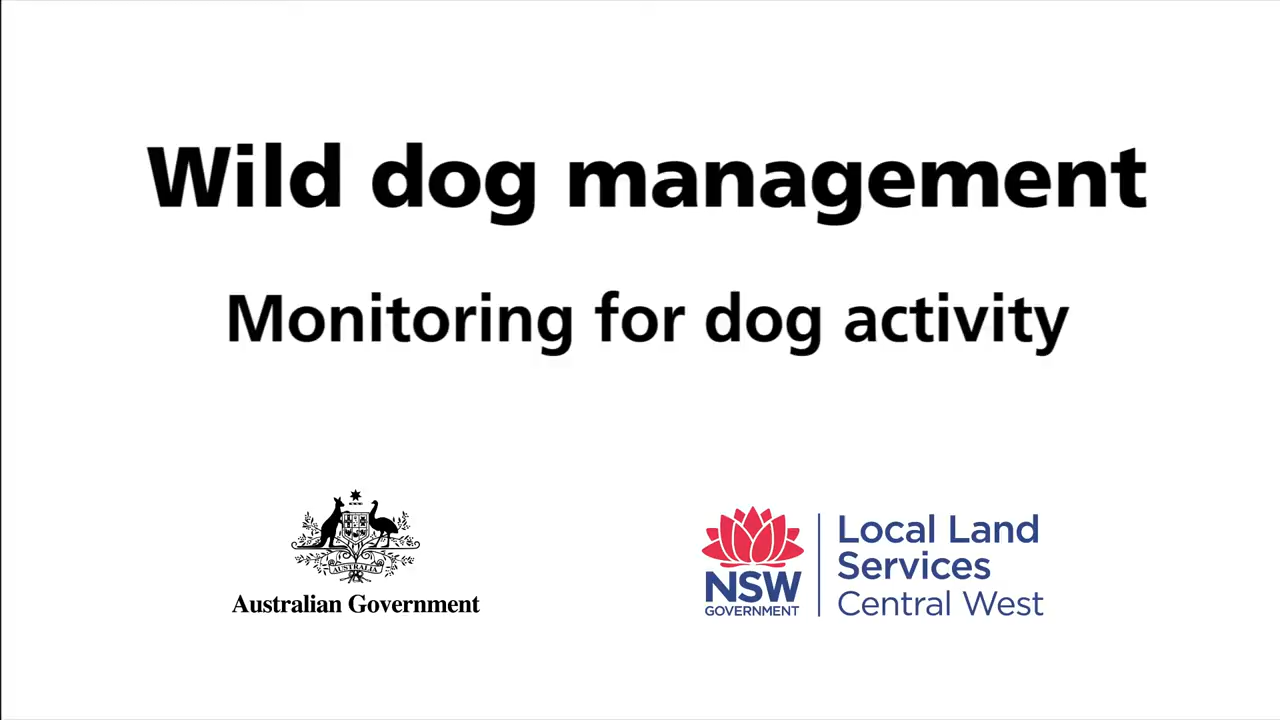 Wild dog management
Monitoring for dog activity
AUSTRALIA
Australian Government
NSW
GOVERNMENT
Local Land
Services
Central West